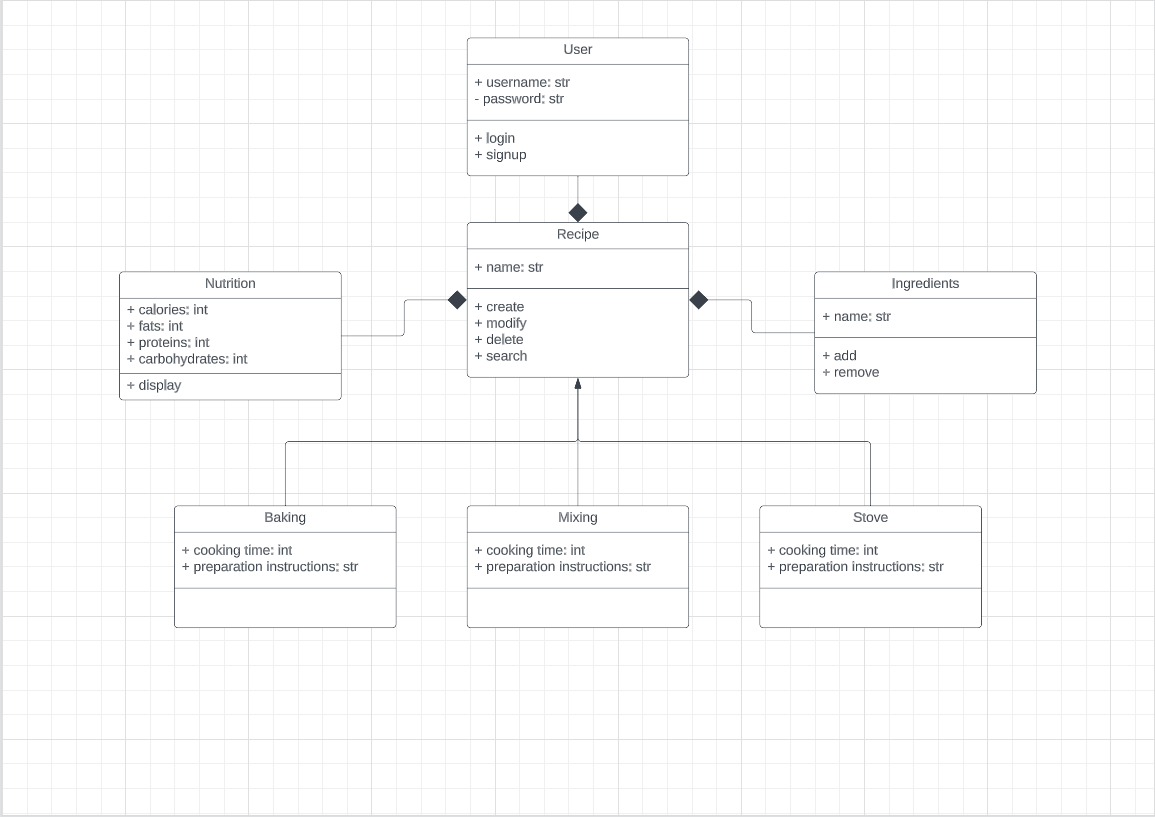 User
+ username: str
- password: str
+ login
+ signup
Recipe
+ name: str
+ create
+ modify
+ delete
+ search
Nutrition
+ calories: int
+ fats: int
+ proteins: int
+ carbohydrates: int
+ display
Ingredients
+ name: str
+ add
+ remove
Baking
+ cooking time: int
+ preparation instructions: str
Mixing
+ cooking time: int
+ preparation instructions: str
Stove
+ cooking time: int
+ preparation instructions: str